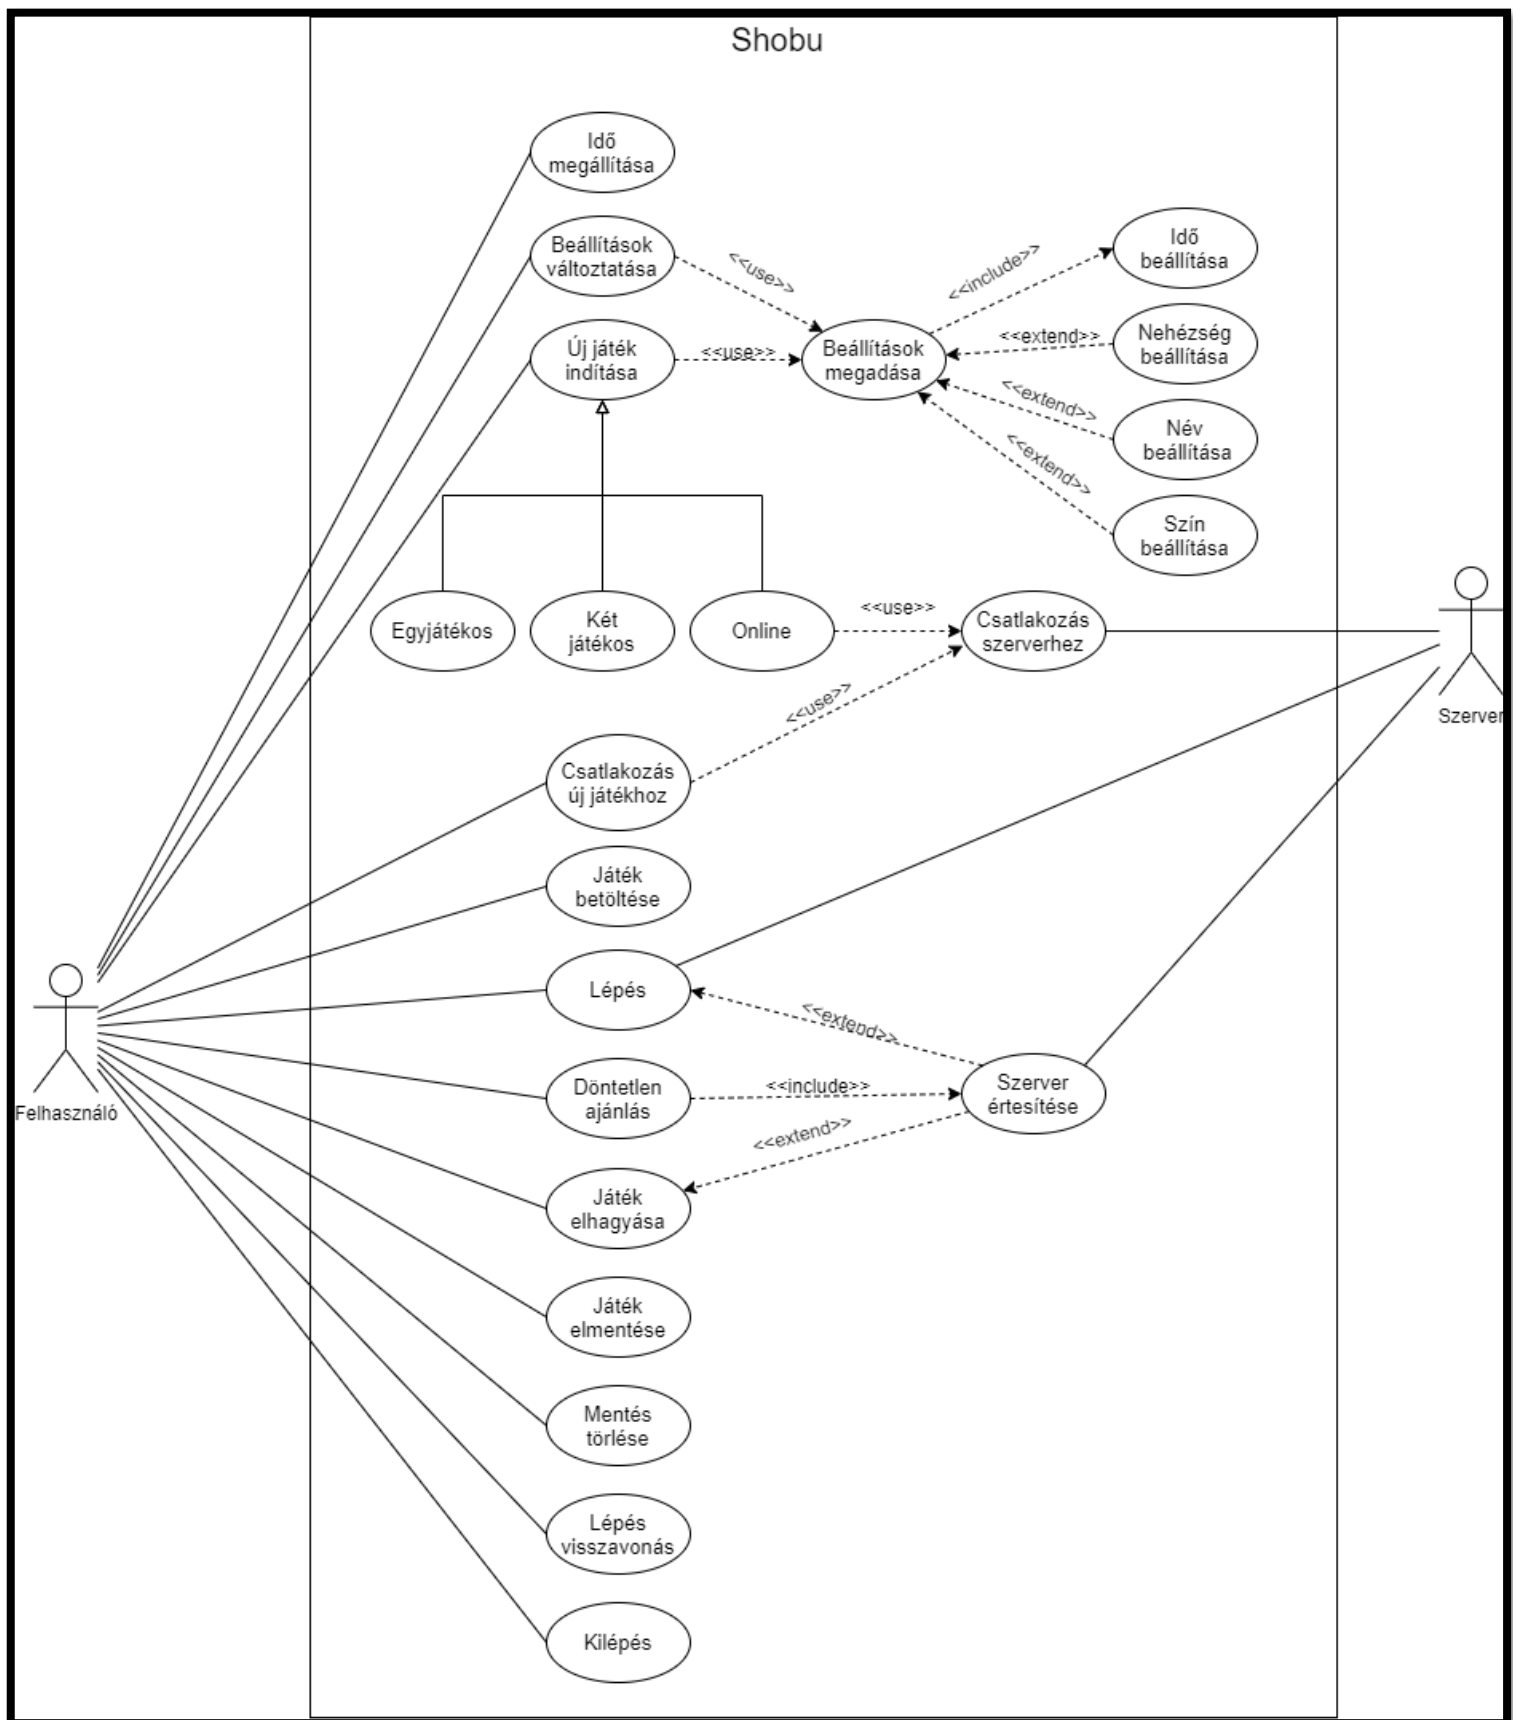 Shobu
Idő
megállítása
Beállítások
változtatása
<<use>>
<<include>>
Idő
beállítása
Új játék
indítása
<<use>>
Beállítások
megadása
<<extend>>
Nehézség
beállítása
<<extend>>
Név
beállítása
<<extend>>
Szín
beállítása
Egyjátékos
Két
játékos
Online
<<use>>
Csatlakozás
szerverhez
Szerver
<<use>>
Csatlakozás
új játékhoz
Játék
betöltése
Lépés
<<extend>>
Felhasználó
Döntetlen
ajánlás
<<include>>
Szerver
értesítése
<<extend>>
Játék
elhagyása
Játék
elmentése
Mentés
törlése
Lépés
visszavonás
Kilépés